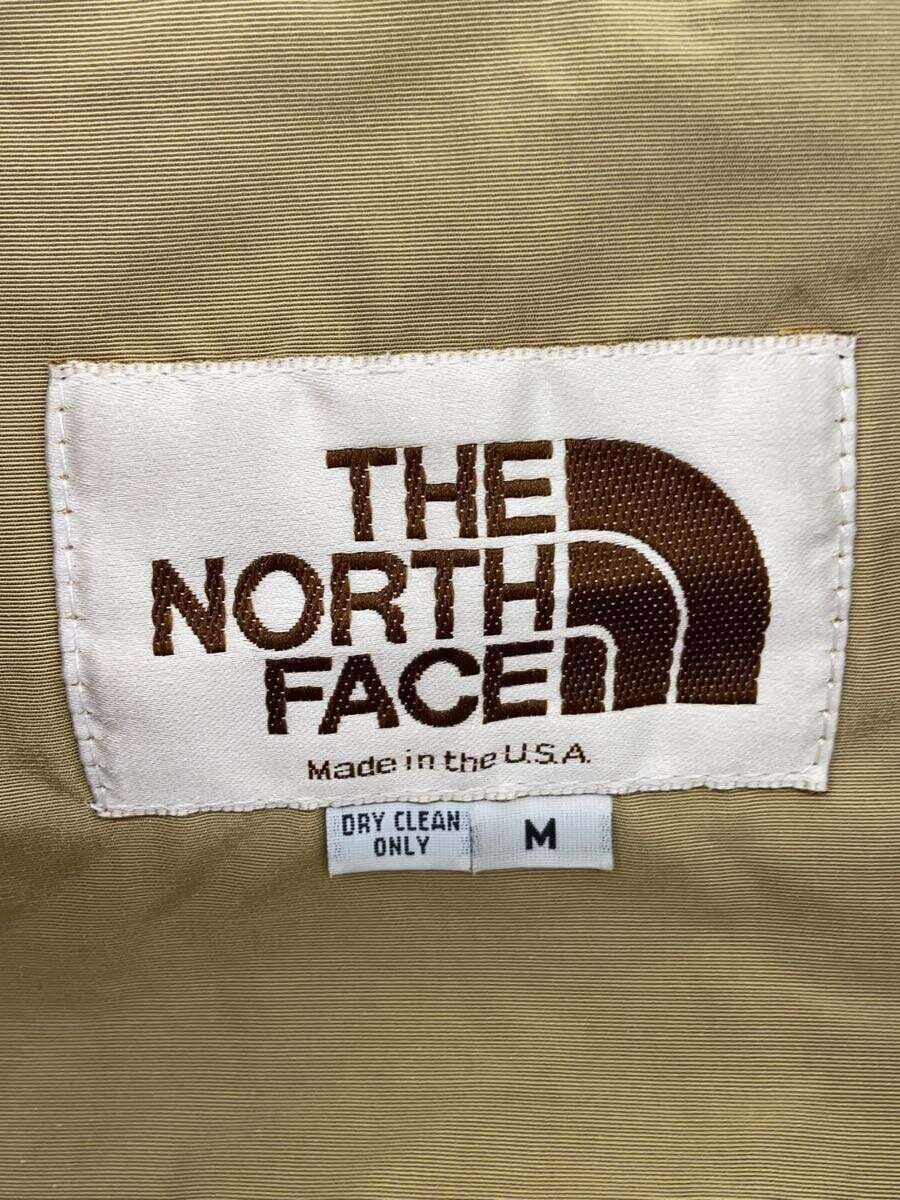 THE
NORTH
FACE
Made in the U.S.A.
DRY CLEAN
ONLY
M